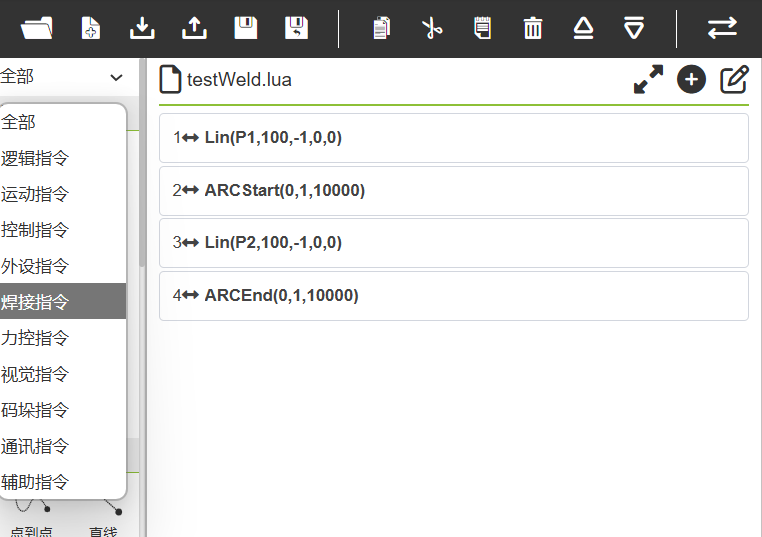 全部
全部
逻辑指令
运动指令
控制指令
外设指令
焊接指令
力控指令
视觉指令
码垛指令
通讯指令
辅助指令
点到点
直线
testWeld.lua
1 Lin(P1,100,-1,0,0)
2 ARCStart(0,1,10000)
3 Lin(P2,100,-1,0,0)
4 ARCEnd(0,1,10000)